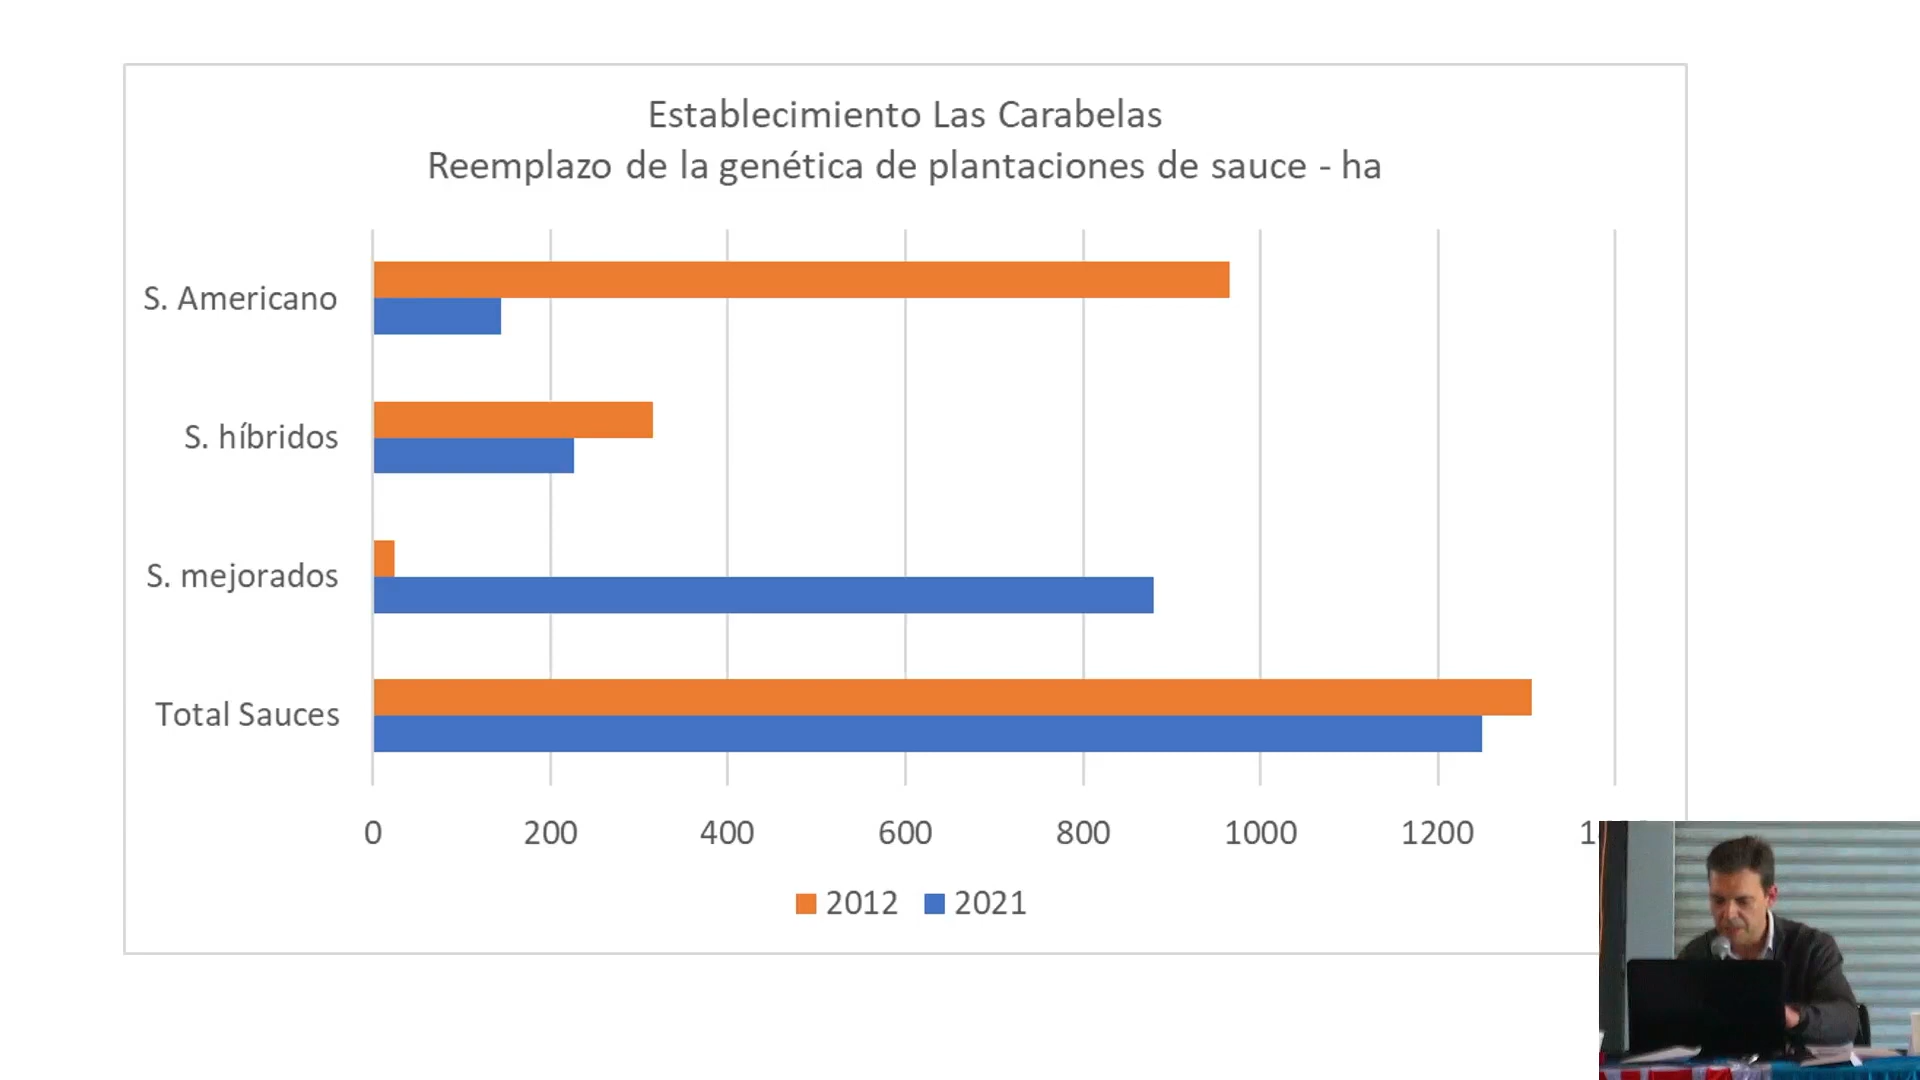 Establecimiento Las Carabelas
Reemplazo de la genética de plantaciones de sauce - ha
S. Americano
S. híbridos
S. mejorados
Total Sauces
0 200 400 600 800 1000 1200
2012 2021